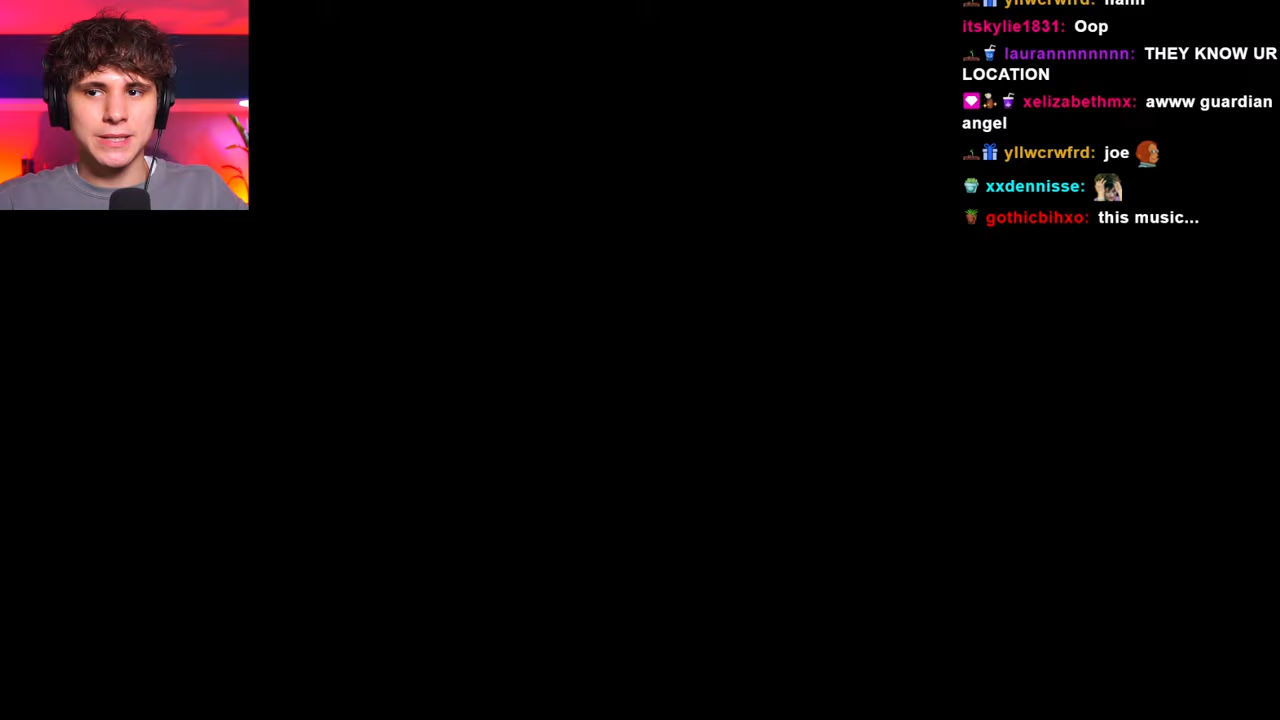 itskylie1831: Oop
laurannnnnnnn: THEY KNOW UR
LOCATION
xelizabethmx: awww guardian
angel
yllwcrwfrd: joe
xxdennisse:
gothicbihxo: this music...